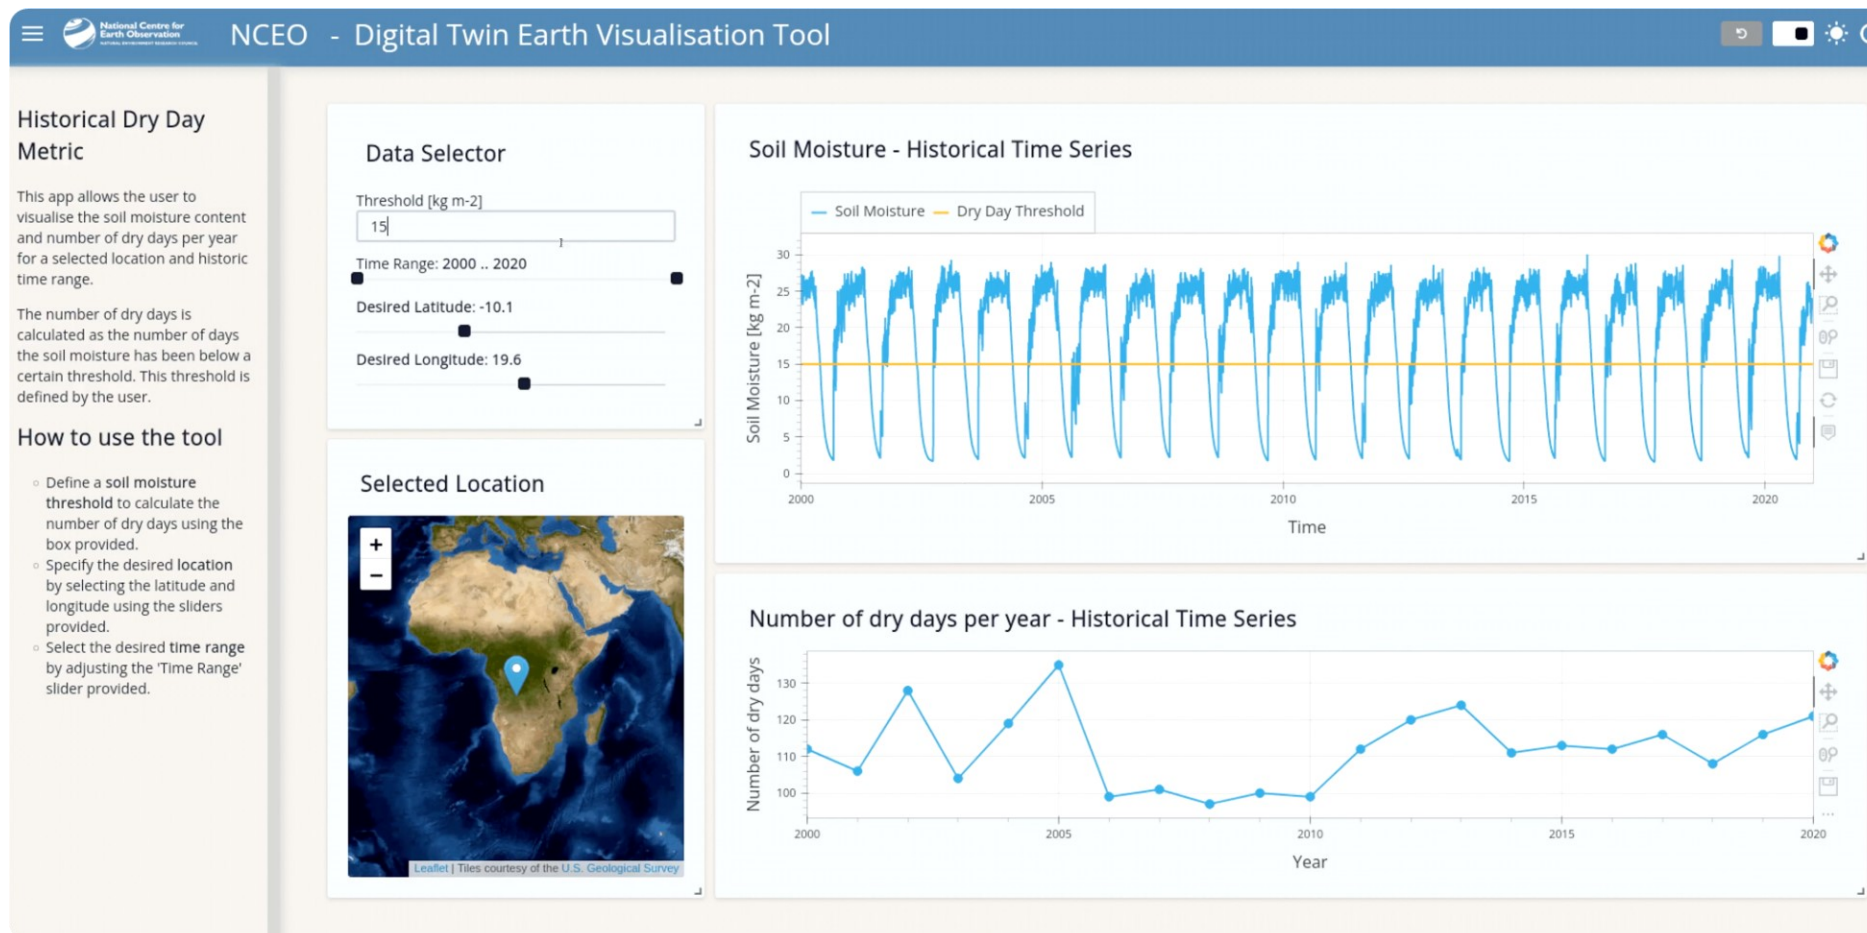 National Centre for
Earth Observation
NATURAL ENVIRONMENT RESEARCH COUNCIL
NCEO - Digital Twin Earth Visualisation Tool
Historical Dry Day
Metric
This app allows the user to
visualise the soil moisture content
and number of dry days per year
for a selected location and historic
time range.
The number of dry days is
calculated as the number of days
the soil moisture has been below a
certain threshold. This threshold is
defined by the user.
How to use the tool
Define a soil moisture
threshold to calculate the
number of dry days using the
box provided.
Specify the desired location
by selecting the latitude and
longitude using the sliders
provided.
Select the desired time range
by adjusting the 'Time Range'
slider provided.
Data Selector
Threshold [kg m-2]
15
Time Range: 2000 .. 2020
Desired Latitude: -10.1
Desired Longitude: 19.6
Selected Location
+
−
Leaflet | Tiles courtesy of the U.S. Geological Survey
Soil Moisture - Historical Time Series
Soil Moisture
Dry Day Threshold
Soil Moisture [kg m-2]
30
25
20
15
10
5
0
2000 2005 2010 2015 2020
Time
Number of dry days per year - Historical Time Series
Number of dry days
130
120
110
100
2000 2005 2010 2015 2020
Year